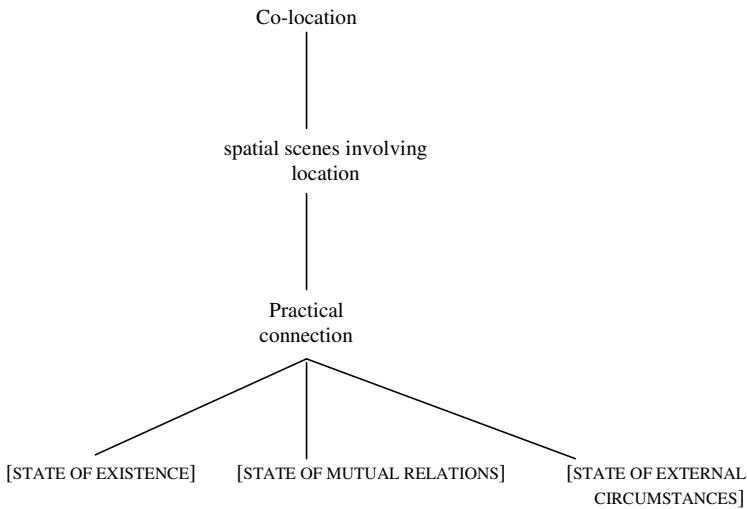 Co-location
spatial scenes involving
location
Practical
connection
[STATE OF EXISTENCE]
[STATE OF MUTUAL RELATIONS]
[STATE OF EXTERNAL
CIRCUMSTANCES]